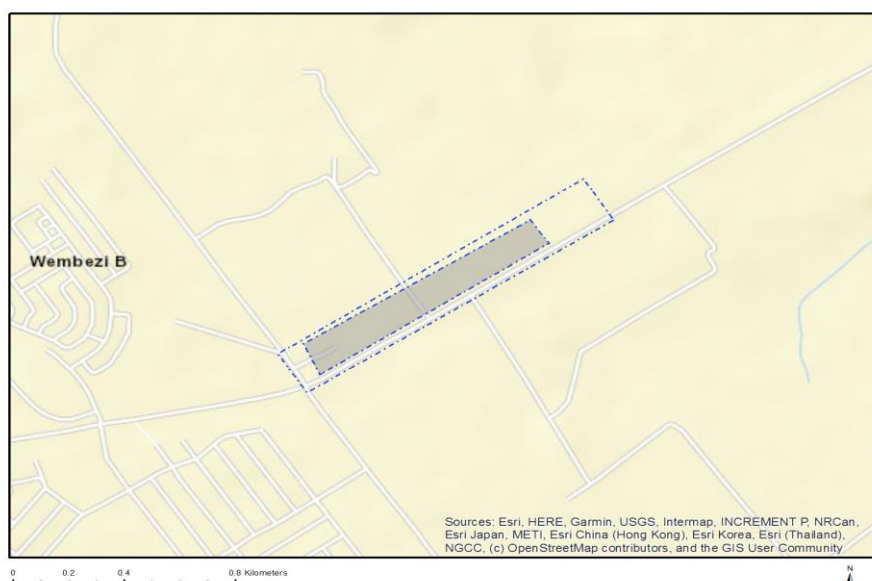 Wembezi B
Sources: Esri, HERE, Garmin, USGS, Intermap, INCREMENT P, NRCan,
Esri Japan, METI, Esri China (Hong Kong), Esri Korea, Esri (Thailand),
NGCC, (c) OpenStreetMap contributors, and the GIS User Community
0 0.2 0.4 0.8 Kilometers
N